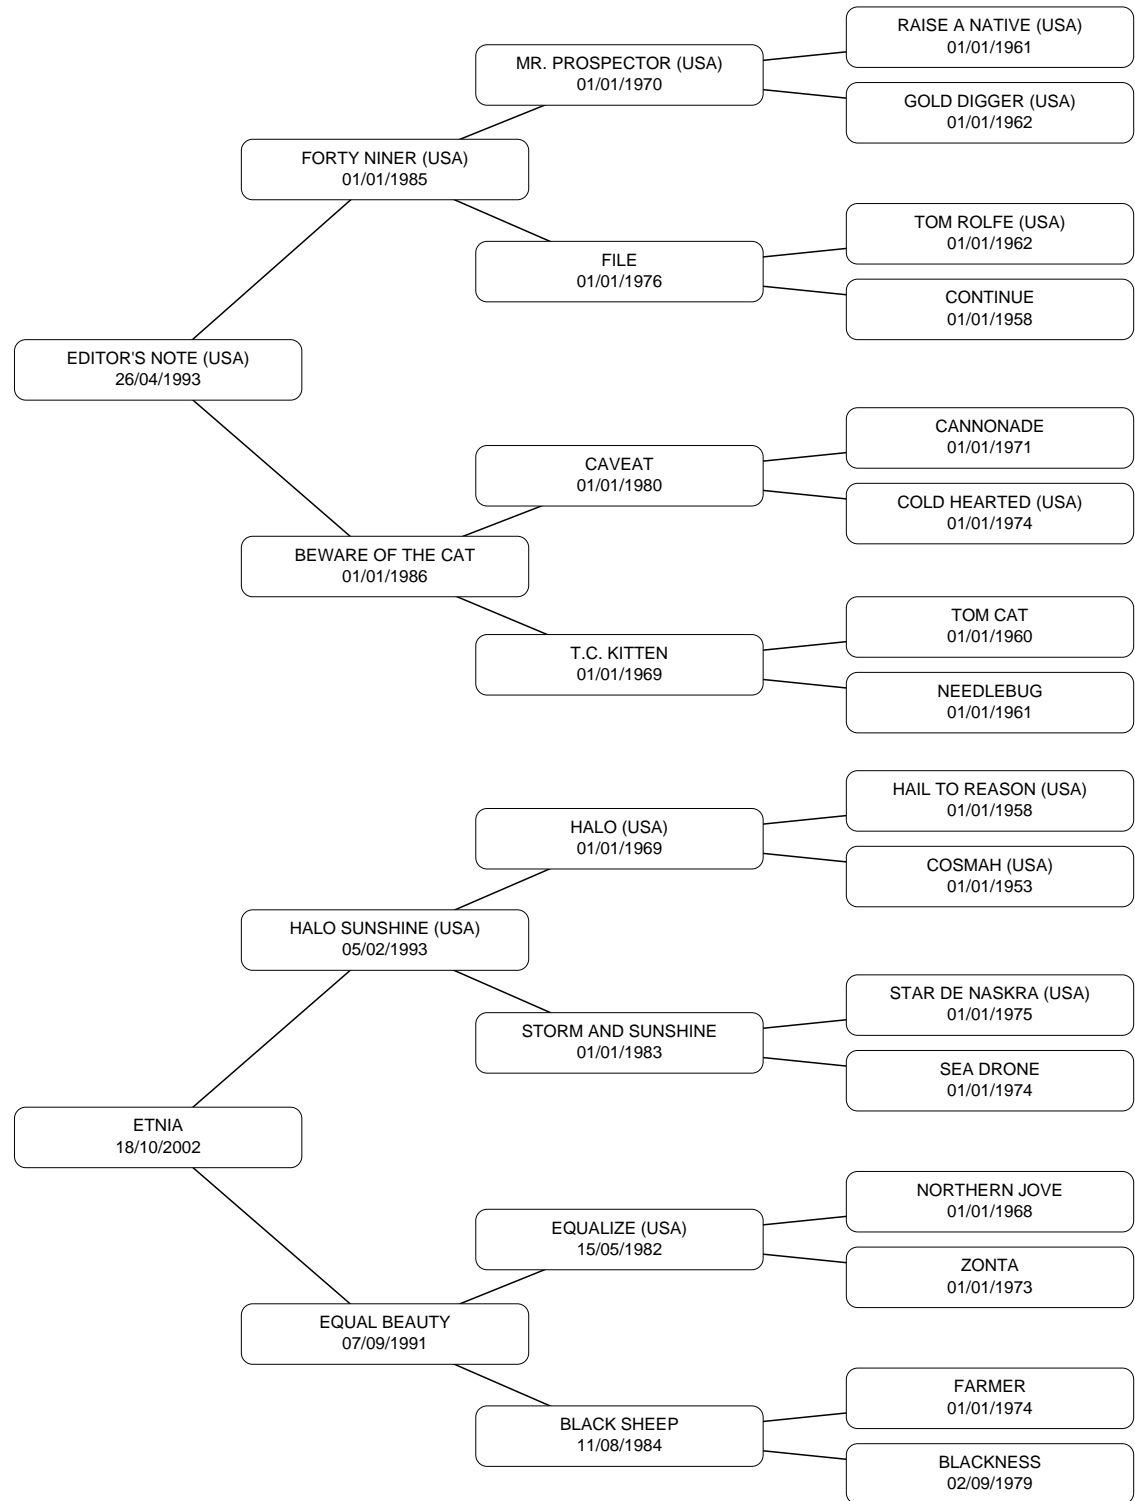 RAISE A NATIVE (USA)
01/01/1961
MR. PROSPECTOR (USA)
01/01/1970
GOLD DIGGER (USA)
01/01/1962
FORTY NINER (USA)
01/01/1985
TOM ROLFE (USA)
01/01/1962
FILE
01/01/1976
CONTINUE
01/01/1958
EDITOR'S NOTE (USA)
26/04/1993
CANNONADE
01/01/1971
CAVEAT
01/01/1980
COLD HEARTED (USA)
01/01/1974
BEWARE OF THE CAT
01/01/1986
TOM CAT
01/01/1960
T.C. KITTEN
01/01/1969
NEEDLEBUG
01/01/1961
HAIL TO REASON (USA)
01/01/1958
HALO (USA)
01/01/1969
COSMAH (USA)
01/01/1953
HALO SUNSHINE (USA)
05/02/1993
STAR DE NASKRA (USA)
01/01/1975
STORM AND SUNSHINE
01/01/1983
SEA DRONE
01/01/1974
ETNIA
18/10/2002
NORTHERN JOVE
01/01/1968
EQUALIZE (USA)
15/05/1982
ZONTA
01/01/1973
EQUAL BEAUTY
07/09/1991
FARMER
01/01/1974
BLACK SHEEP
11/08/1984
BLACKNESS
02/09/1979